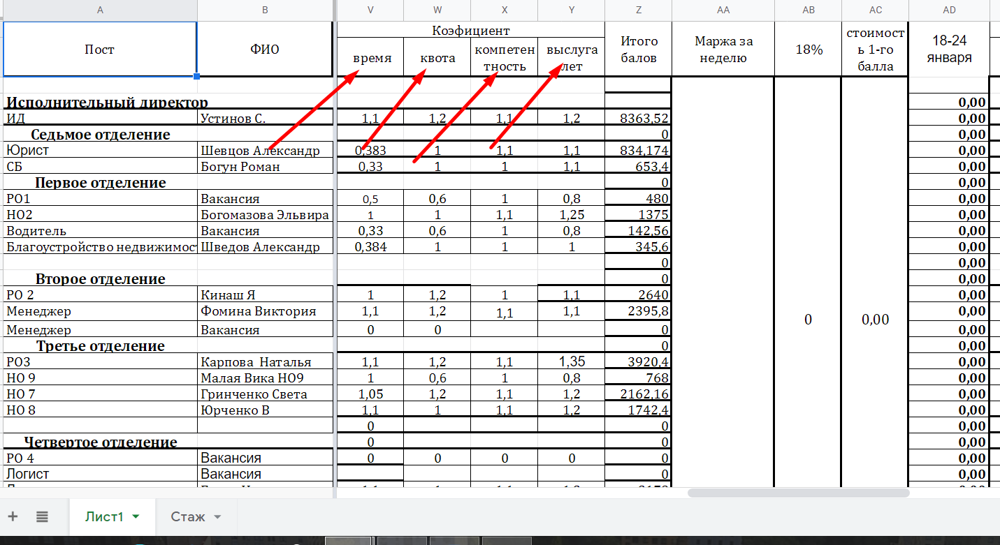 A B V W X Y Z AA AB AC AD
Коэфициент
Пост ФИО время квота компетен тность выслуга лет Итого балов Маржа за неделю 18% стоимост ь 1-го балла 18-24 января
Исполнительный директор 0,00
ИД Устинов С. 1,1 1,2 1,1 1,2 8363,52 0,00
Седьмое отделение 0 0,00
Юрист Шевцов Александр 0,383 1 1,1 1,1 834,174 0,00
СБ Богун Роман 0,33 1 1 1,1 653,4 0,00
Первое отделение 0 0,00
РО1 Вакансия 0,5 0,6 1 0,8 480 0,00
НО2 Богомазова Эльвира 1 1 1,1 1,25 1375 0,00
Водитель Вакансия 0,33 0,6 1 0,8 142,56 0,00
Благоустройство недвижимост Шведов Александр 0,384 1 1 1 345,6 0,00
0 0,00
Второе отделение 0 0,00
РО 2 Кинаш Я 1 1,2 1 1,1 2640 0,00
Менеджер Фомина Виктория 1,1 1,2 1,1 1,1 2395,8 0 0,00 0,00
Менеджер Вакансия 0 0 0 0,00
Третье отделение 0 0,00
РО3 Карпова Наталья 1,1 1,2 1,1 1,35 3920,4 0,00
НО 9 Малая Вика НО9 1 0,6 1 0,8 768 0,00
НО 7 Гринченко Света 1,05 1,2 1,1 1,2 2162,16 0,00
НО 8 Юрченко В 1,1 1 1,1 1,2 1742,4 0,00
0 0 0,00
Четвертое отделение 0 0 0,00
РО 4 Вакансия 0 0 0 0 0 0,00
Логист Вакансия 0 0,00
Лист1 Стаж